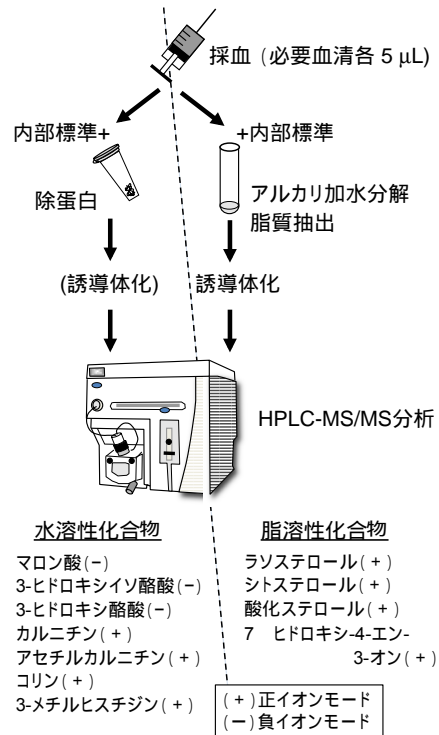 採血（必要血清各 5 μL)
内部標準+
+内部標準
除蛋白
アルカリ加水分解
脂質抽出
(誘導体化)
誘導体化
HPLC-MS/MS分析
水溶性化合物
マロン酸(−)
3-ヒドロキシイソ酪酸(−)
3-ヒドロキシ酪酸(−)
カルニチン(+)
アセチルカルニチン(+)
コリン(+)
3-メチルヒスチジン(+)
脂溶性化合物
ラソステロール(+)
シトステロール(+)
酸化ステロール(+)
7　ヒドロキシ-4-エン-
3-オン(+)
(+)正イオンモード
(−)負イオンモード